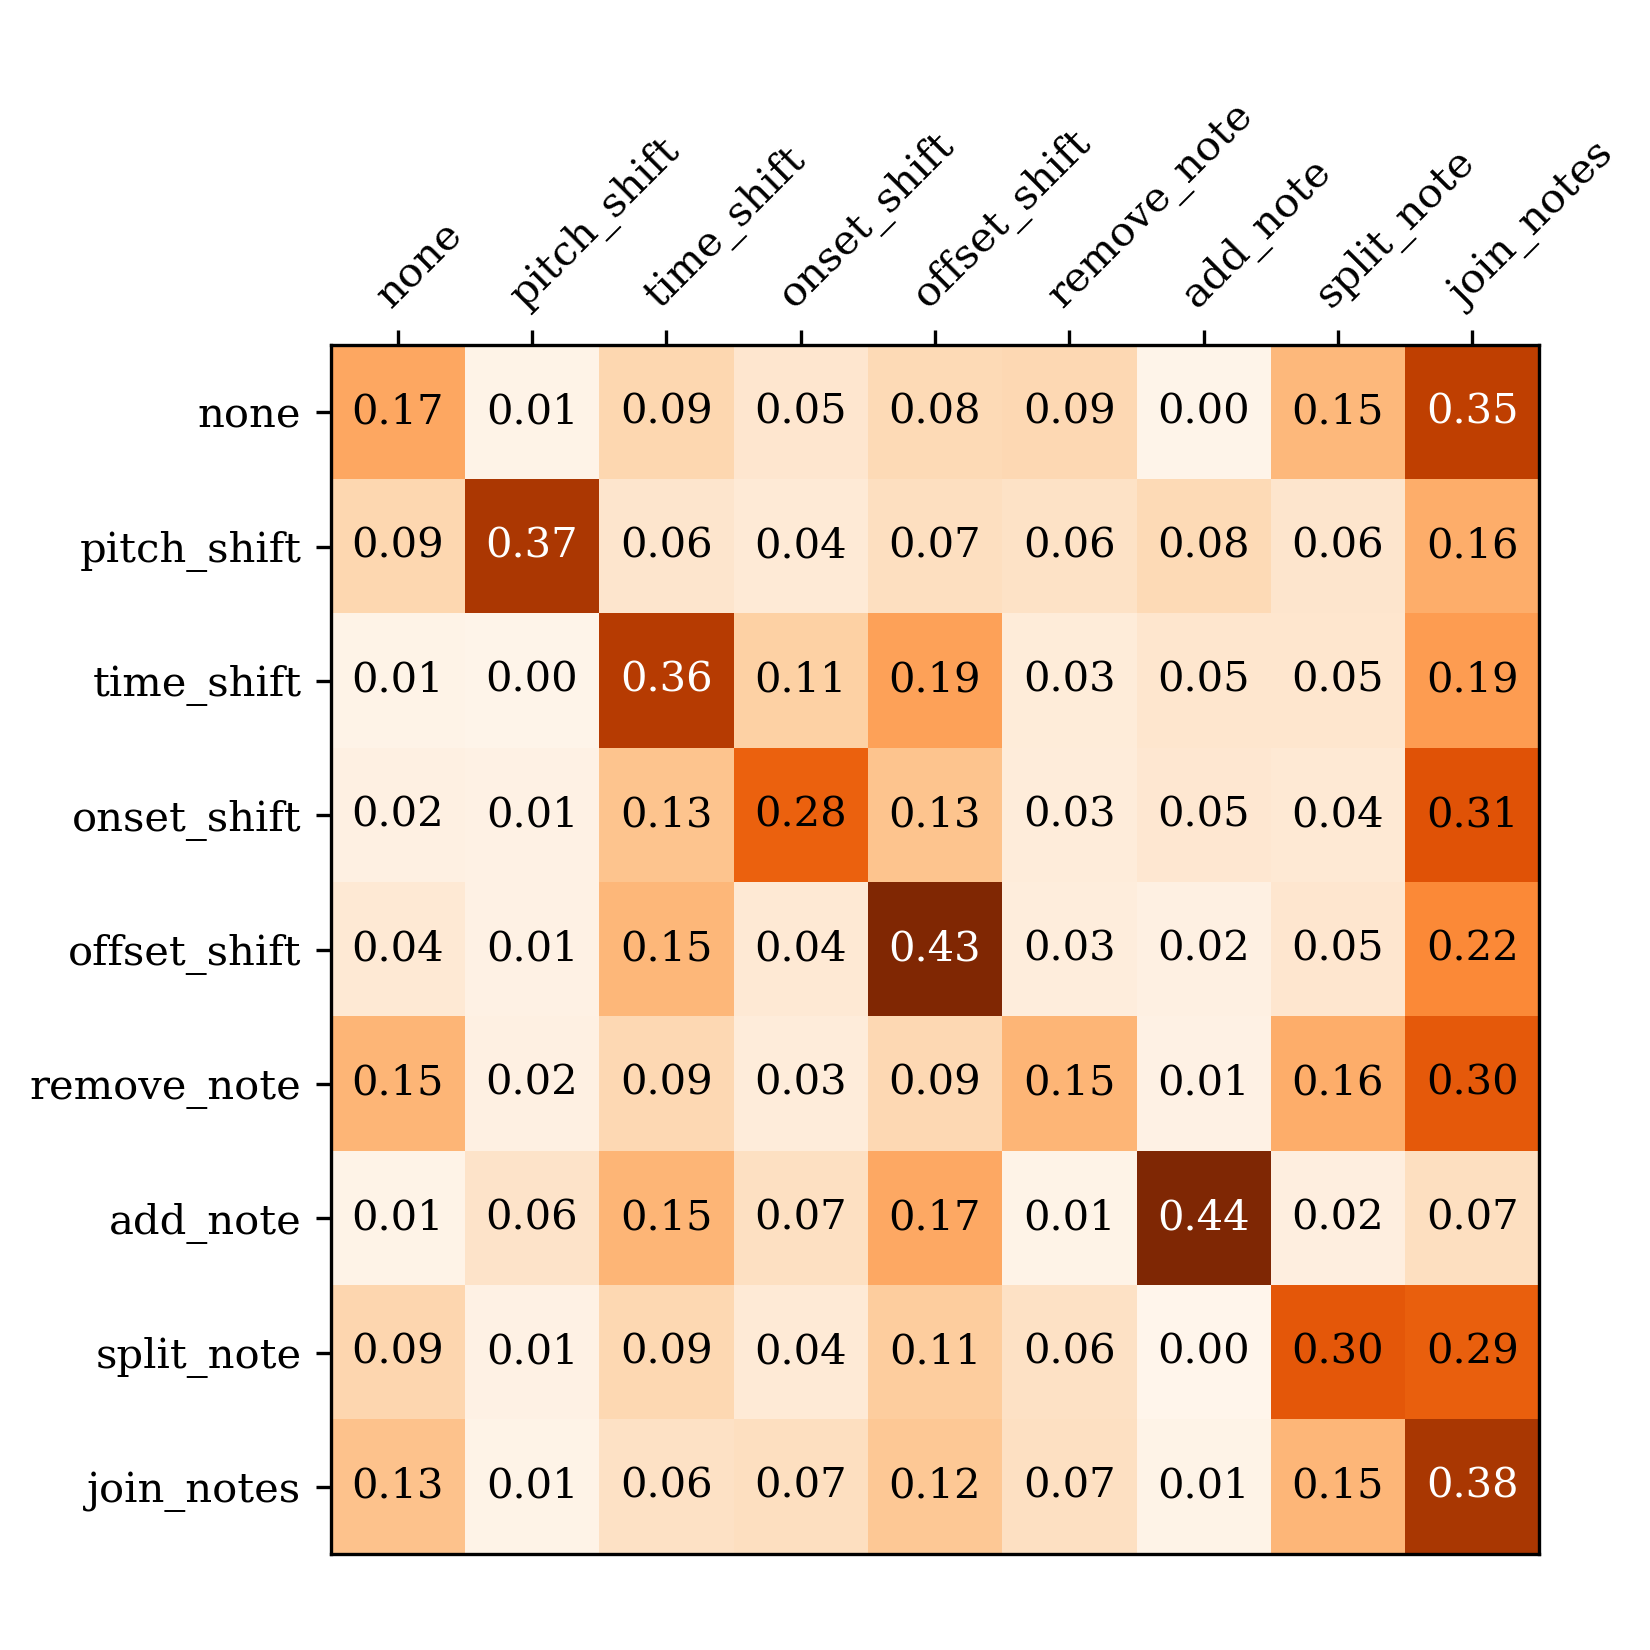 none pitch_shift time_shift onset_shift offset_shift remove_note add_note split_note join_notes
none 0.17 0.01 0.09 0.05 0.08 0.09 0.00 0.15 0.35
pitch_shift 0.09 0.37 0.06 0.04 0.07 0.06 0.08 0.06 0.16
time_shift 0.01 0.00 0.36 0.11 0.19 0.03 0.05 0.05 0.19
onset_shift 0.02 0.01 0.13 0.28 0.13 0.03 0.05 0.04 0.31
offset_shift 0.04 0.01 0.15 0.04 0.43 0.03 0.02 0.05 0.22
remove_note 0.15 0.02 0.09 0.03 0.09 0.15 0.01 0.16 0.30
add_note 0.01 0.06 0.15 0.07 0.17 0.01 0.44 0.02 0.07
split_note 0.09 0.01 0.09 0.04 0.11 0.06 0.00 0.30 0.29
join_notes 0.13 0.01 0.06 0.07 0.12 0.07 0.01 0.15 0.38